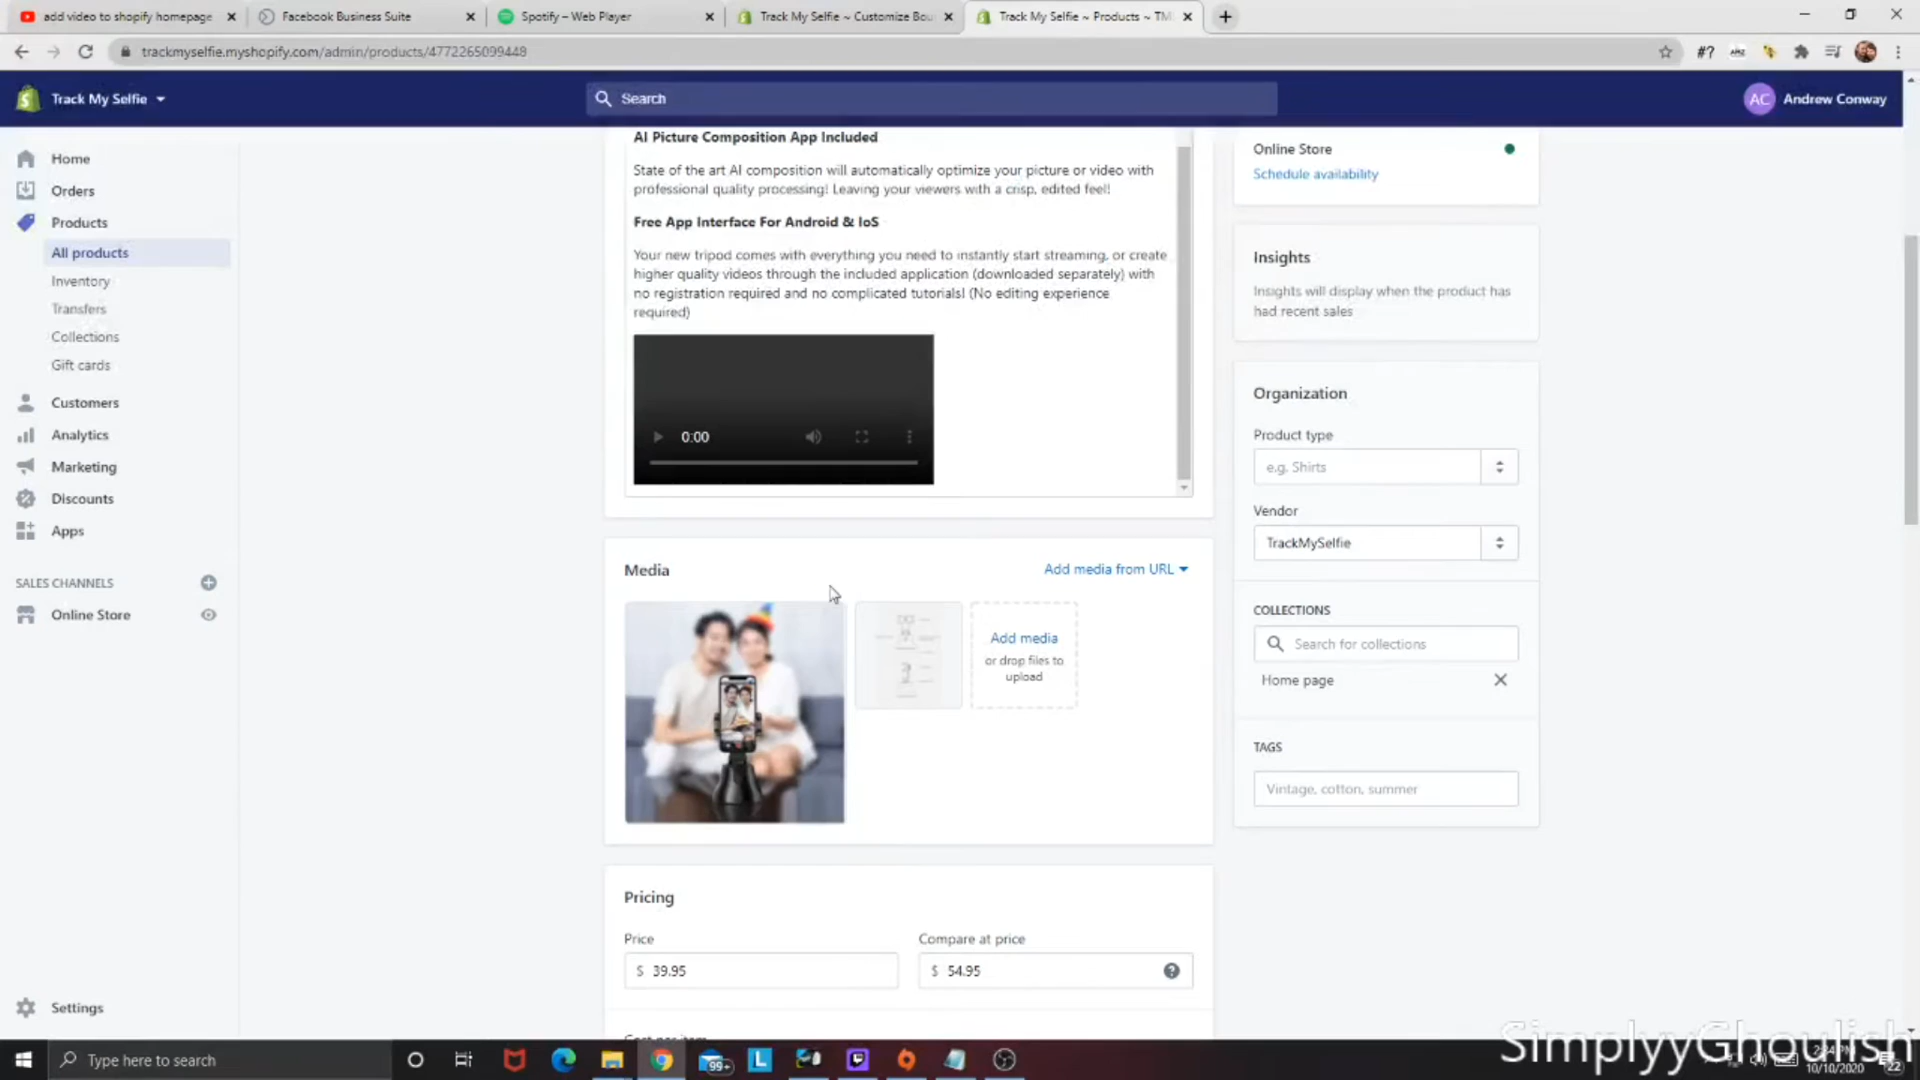 add video to shopify homepage
Facebook Business Suite
Spotify – Web Player
Track My Selfie ~ Customize Bou
Track My Selfie ~ Products ~ TM
trackmyselfie.myshopify.com/admin/products/4772265099448
#?
Track My Selfie
Search
AC
Andrew Conway
Home
Orders
Products
All products
Inventory
Transfers
Collections
Gift cards
Customers
Analytics
Marketing
Discounts
Apps
SALES CHANNELS
Online Store
Settings
AI Picture Composition App Included
State of the art AI composition will automatically optimize your picture or video with
professional quality processing! Leaving your viewers with a crisp, edited feel!
Free App Interface For Android & IoS
Your new tripod comes with everything you need to instantly start streaming, or create
higher quality videos through the included application (downloaded separately) with
no registration required and no complicated tutorials! (No editing experience
required)
0:00
Media
Add media from URL
Add media
or drop files to
upload
Pricing
Price
Compare at price
$ 39.95
$ 54.95
Online Store
Schedule availability
Insights
Insights will display when the product has
had recent sales
Organization
Product type
e.g. Shirts
Vendor
TrackMySelfie
COLLECTIONS
Search for collections
Home page
TAGS
Vintage, cotton, summer
SimplyyGhoulish
Type here to search
99+
L
10/10/2020
22